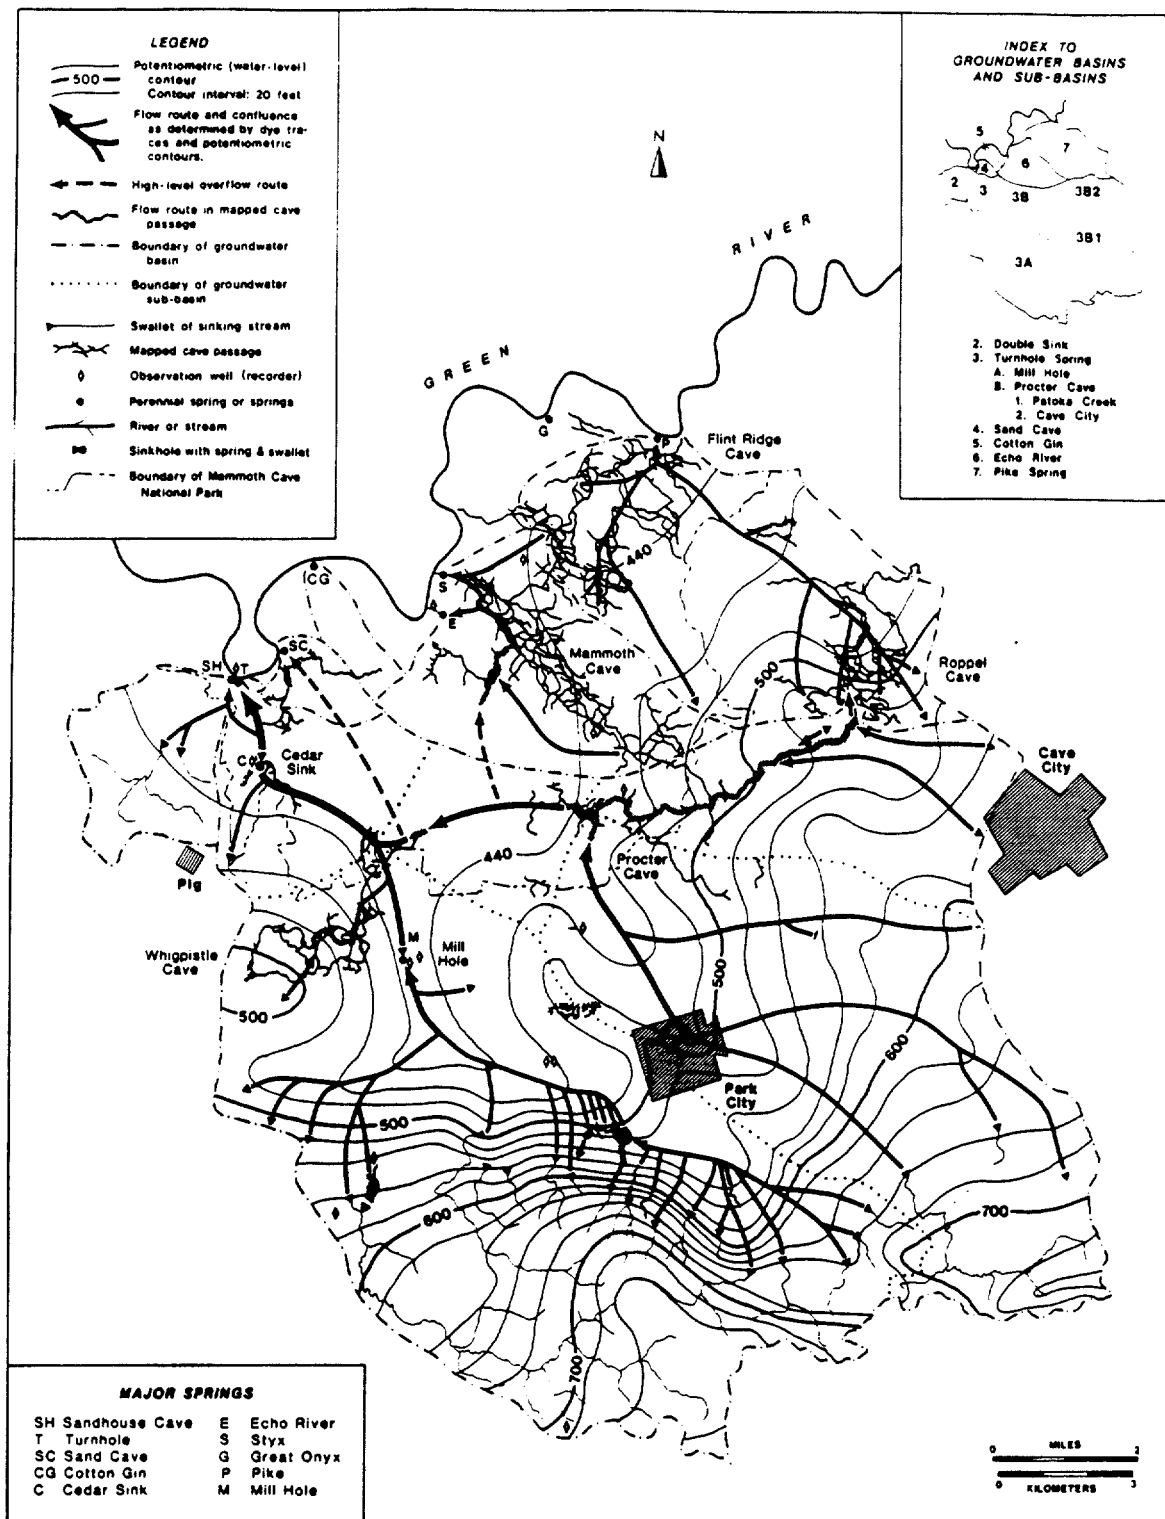 LEGEND
Potentiometric (water-level)
500
contour
Contour interval: 20 feet
Flow route and confluence
as determined by dye tra-
ces and potentiometric
contours.
High-level overflow route
Flow route in mapped cave
passage
Boundary of groundwater
basin
Boundary of groundwater
sub-basin
Swallet of sinking stream
Mapped cave passage
Observation well (recorder)
Perennial spring or springs
River or stream
Sinkhole with spring & swallet
Boundary of Mammoth Cave
National Park
INDEX TO
GROUNDWATER BASINS
AND SUB-BASINS
5
7
4
6
2
3
3B
3B2
3B1
3A
2. Double Sink
3. Turnhole Spring
A. Mill Hole
B. Procter Cave
1. Patoka Creek
2. Cave City
4. Sand Cave
5. Cotton Gin
6. Echo River
7. Pike Spring
N
GREEN RIVER
G
P
Flint Ridge
Cave
440
CG
S
E
SC
SH
T
Mammoth
Cave
500
Roppel
Cave
C
Cedar
Sink
Cave
City
440
Procter
Cave
Pig
Whigpistle
Cave
M
Mill
Hole
500
500
600
Park
City
500
600
700
700
MAJOR SPRINGS
SH Sandhouse Cave E Echo River
T Turnhole S Styx
SC Sand Cave G Great Onyx
CG Cotton Gin P Pike
C Cedar Sink M Mill Hole
0 MILES 2
0 KILOMETERS 3